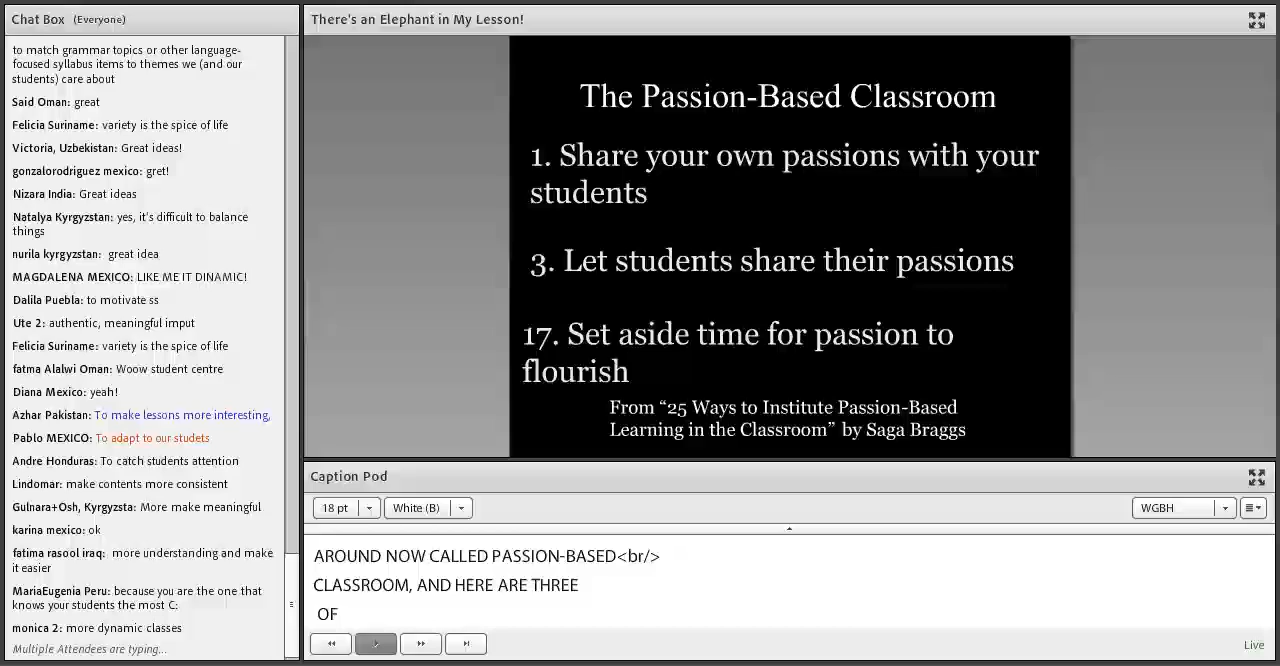 Chat Box (Everyone)
to match grammar topics or other language-
focused syllabus items to themes we (and our
students) care about
Said Oman: great
Felicia Suriname: variety is the spice of life
Victoria, Uzbekistan: Great ideas!
gonzalorodriguez mexico: gret!
Nizara India: Great ideas
Natalya Kyrgyzstan: yes, it's difficult to balance
things
nurila kyrgyzstan: great idea
MAGDALENA MEXICO: LIKE ME IT DINAMIC!
Dalila Puebla: to motivate ss
Ute 2: authentic, meaningful imput
Felicia Suriname: variety is the spice of life
fatma Alalwi Oman: Woow student centre
Diana Mexico: yeah!
Azhar Pakistan: To make lessons more interesting,
Pablo MEXICO: To adapt to our studets
Andre Honduras: To catch students attention
Lindomar: make contents more consistent
Gulnara+Osh, Kyrgyzsta: More make meaningful
karina mexico: ok
fatima rasool iraq: more understanding and make
it easier
MariaEugenia Peru: because you are the one that
knows your students the most C:
monica 2: more dynamic classes
Multiple Attendees are typing...
There's an Elephant in My Lesson!
The Passion-Based Classroom
1. Share your own passions with your
students
3. Let students share their passions
17. Set aside time for passion to
flourish
From “25 Ways to Institute Passion-Based
Learning in the Classroom” by Saga Braggs
Caption Pod
18 pt White (B) WGBH
AROUND NOW CALLED PASSION-BASED<br/>
CLASSROOM, AND HERE ARE THREE
OF
Live